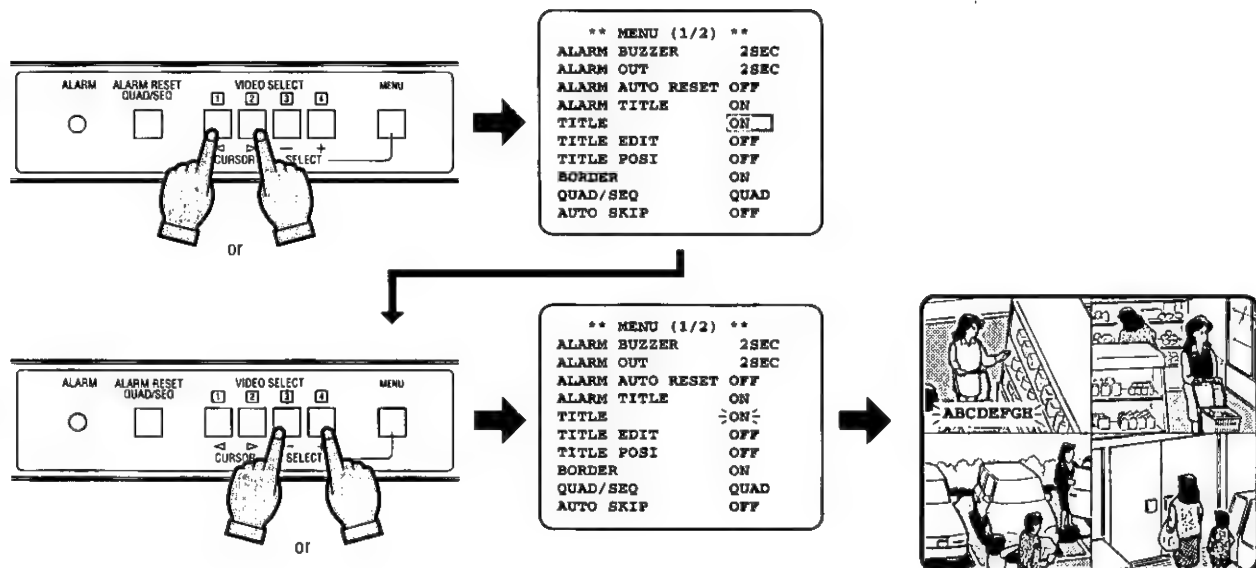 ALARM ALARM RESET VIDEO SELECT MENU
QUAD/SEQ 1 2 3 4
◁ ▷ − +
CURSOR SELECT
or
** MENU (1/2) **
ALARM BUZZER 2SEC
ALARM OUT 2SEC
ALARM AUTO RESET OFF
ALARM TITLE ON
TITLE ON
TITLE EDIT OFF
TITLE POSI OFF
BORDER ON
QUAD/SEQ QUAD
AUTO SKIP OFF
ALARM ALARM RESET VIDEO SELECT MENU
QUAD/SEQ 1 2 3 4
◁ ▷
CURSOR SELECT
or
** MENU (1/2) **
ALARM BUZZER 2SEC
ALARM OUT 2SEC
ALARM AUTO RESET OFF
ALARM TITLE ON
TITLE ON
TITLE EDIT OFF
TITLE POSI OFF
BORDER ON
QUAD/SEQ QUAD
AUTO SKIP OFF
ABCDEFGH